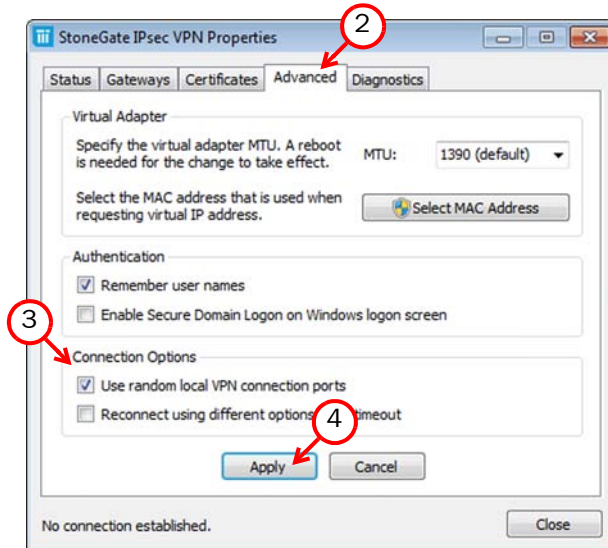 StoneGate IPsec VPN Properties
2
Status Gateways Certificates Advanced Diagnostics
Virtual Adapter
Specify the virtual adapter MTU. A reboot
is needed for the change to take effect.
MTU: 1390 (default)
Select the MAC address that is used when
requesting virtual IP address.
Select MAC Address
Authentication
Remember user names
Enable Secure Domain Logon on Windows logon screen
3
Connection Options
Use random local VPN connection ports
Reconnect using different options timeout
4
Apply Cancel
No connection established.
Close